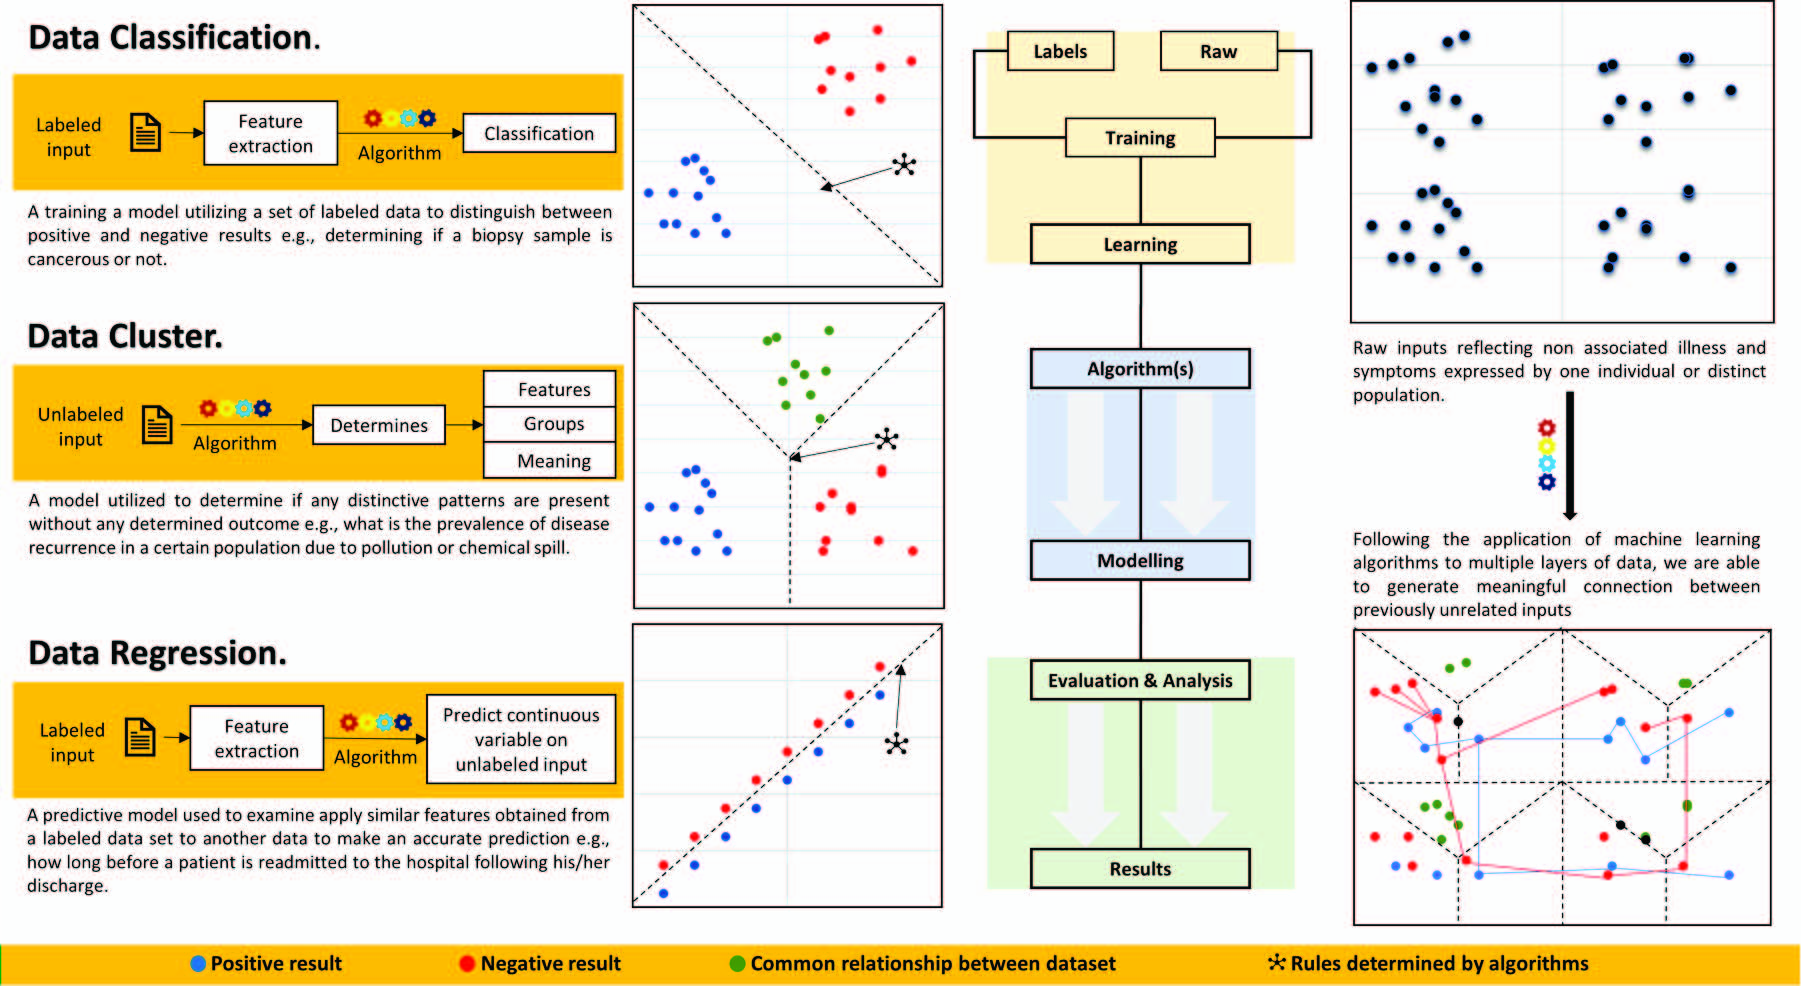 Data Classification.
Labeled
input
Feature
extraction
Algorithm
Classification
A training a model utilizing a set of labeled data to distinguish between
positive and negative results e.g., determining if a biopsy sample is
cancerous or not.
Data Cluster.
Unlabeled
input
Algorithm
Determines
Features
Groups
Meaning
A model utilized to determine if any distinctive patterns are present
without any determined outcome e.g., what is the prevalence of disease
recurrence in a certain population due to pollution or chemical spill.
Data Regression.
Labeled
input
Feature
extraction
Algorithm
Predict continuous
variable on
unlabeled input
A predictive model used to examine apply similar features obtained from
a labeled data set to another data to make an accurate prediction e.g.,
how long before a patient is readmitted to the hospital following his/her
discharge.
Labels
Raw
Training
Learning
Algorithm(s)
Modelling
Evaluation & Analysis
Results
Raw inputs reflecting non associated illness and
symptoms expressed by one individual or distinct
population.
Following the application of machine learning
algorithms to multiple layers of data, we are able
to generate meaningful connection between
previously unrelated inputs
Positive result
Negative result
Common relationship between dataset
Rules determined by algorithms